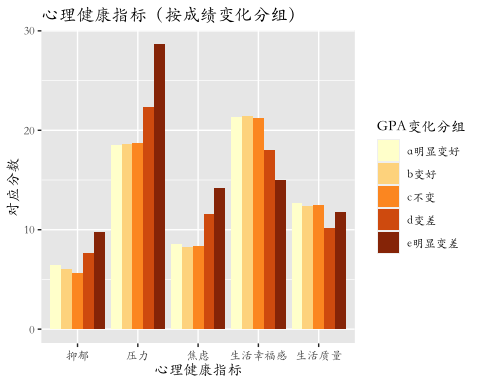 心理健康指标（按成绩变化分组）
对应分数
30
20
10
0
抑郁 压力 焦虑 生活幸福感 生活质量
心理健康指标
GPA变化分组
a明显变好
b变好
c不变
d变差
e明显变差